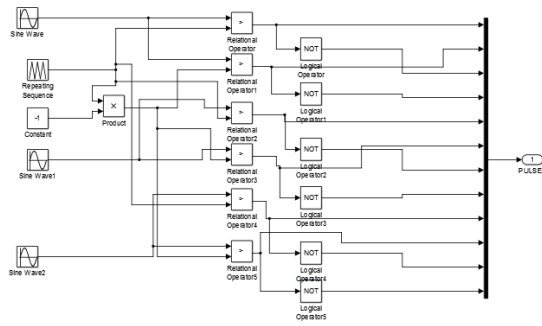 Sine Wave
Repeating
Sequence
-1
Constant
×
Product
Sine Wave1
Sine Wave2
>
Relational
Operator
>
Relational
Operator1
>
Relational
Operator2
>
Relational
Operator3
>
Relational
Operator4
>
Relational
Operator5
NOT
Logical
Operator
NOT
Logical
Operator1
NOT
Logical
Operator2
NOT
Logical
Operator3
NOT
Logical
Operator4
NOT
Logical
Operator5
1
PULSE